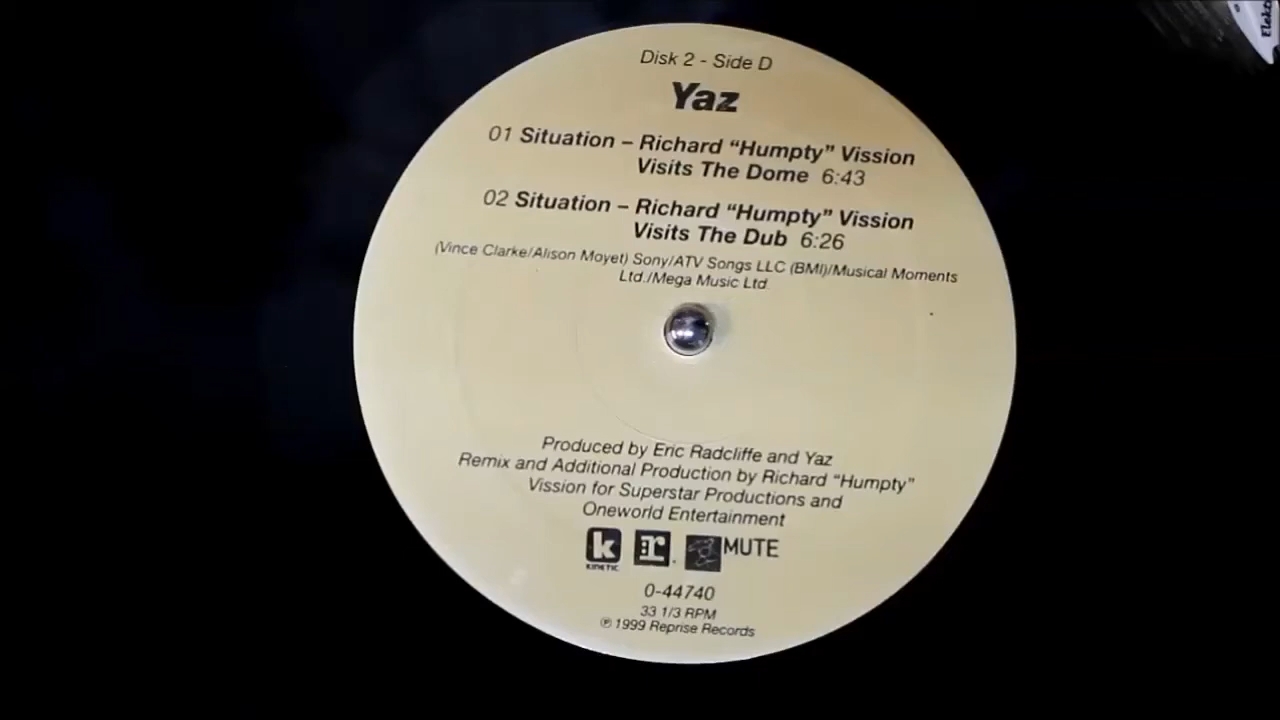 Elekt
Disk 2 - Side D
Yaz
01 Situation – Richard “Humpty” Vission
Visits The Dome 6:43
02 Situation – Richard “Humpty” Vission
Visits The Dub 6:26
(Vince Clarke/Alison Moyet) Sony/ATV Songs LLC (BMI)/Musical Moments
Ltd./Mega Music Ltd.
Produced by Eric Radcliffe and Yaz
Remix and Additional Production by Richard “Humpty”
Vission for Superstar Productions and
Oneworld Entertainment
k
KINETIC
r
MUTE
0-44740
33 1/3 RPM
℗ 1999 Reprise Records